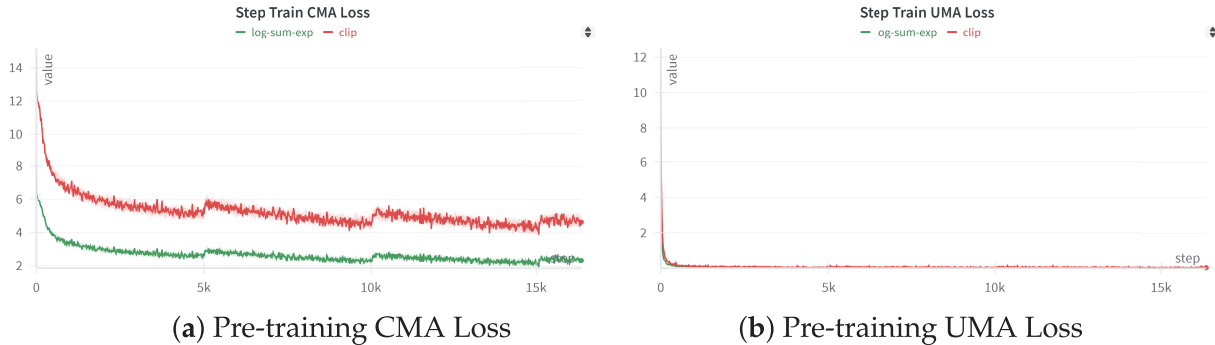 Step Train CMA Loss
log-sum-exp clip
value
14
12
10
8
6
4
2
0 5k 10k 15k
step
(a) Pre-training CMA Loss
Step Train UMA Loss
og-sum-exp clip
value
12
10
8
6
4
2
0 5k 10k 15k
step
(b) Pre-training UMA Loss